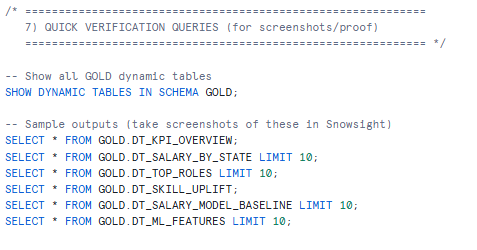 /* ============================================================
7) QUICK VERIFICATION QUERIES (for screenshots/proof)
============================================================ */
-- Show all GOLD dynamic tables
SHOW DYNAMIC TABLES IN SCHEMA GOLD;
-- Sample outputs (take screenshots of these in Snowsight)
SELECT * FROM GOLD.DT_KPI_OVERVIEW;
SELECT * FROM GOLD.DT_SALARY_BY_STATE LIMIT 10;
SELECT * FROM GOLD.DT_TOP_ROLES LIMIT 10;
SELECT * FROM GOLD.DT_SKILL_UPLIFT;
SELECT * FROM GOLD.DT_SALARY_MODEL_BASELINE LIMIT 10;
SELECT * FROM GOLD.DT_ML_FEATURES LIMIT 10;